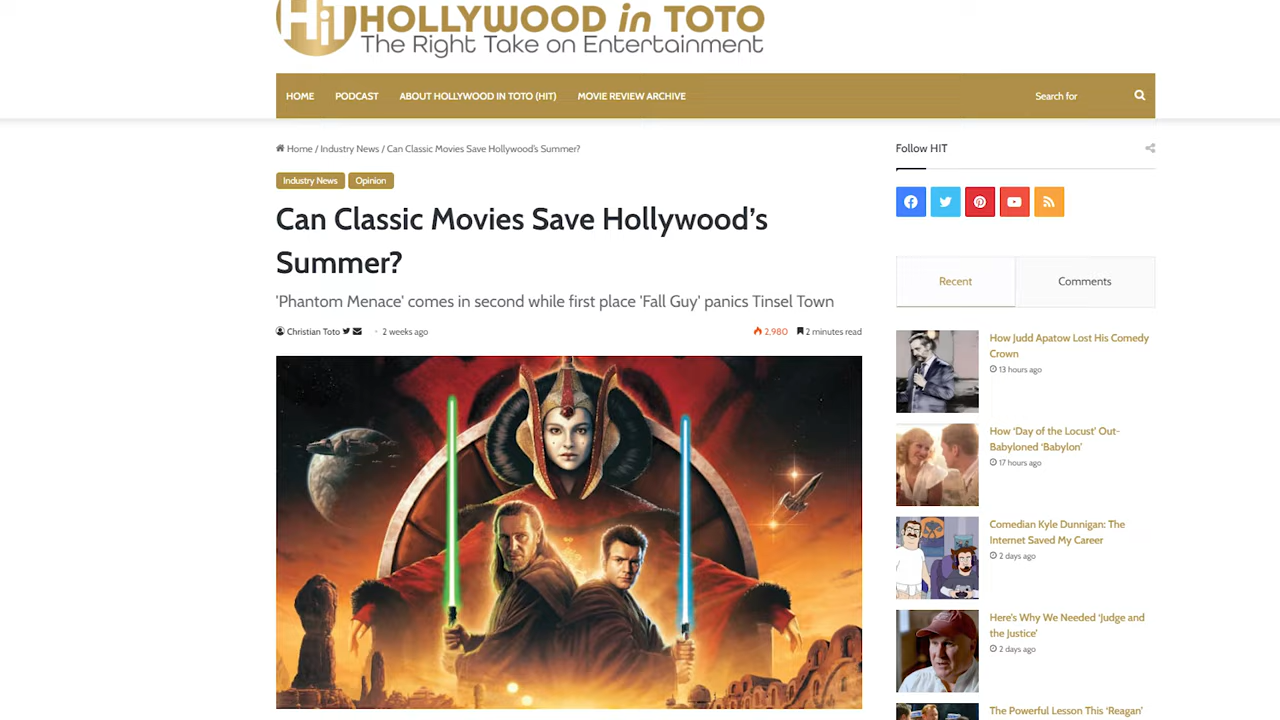 HiT HOLLYWOOD in TOTO
The Right Take on Entertainment
HOME PODCAST ABOUT HOLLYWOOD IN TOTO (HIT) MOVIE REVIEW ARCHIVE Search for
Home / Industry News / Can Classic Movies Save Hollywood's Summer?
Industry News Opinion
Can Classic Movies Save Hollywood's
Summer?
'Phantom Menace' comes in second while first place 'Fall Guy' panics Tinsel Town
Christian Toto • 2 weeks ago 2,980 2 minutes read
Follow HIT
Recent Comments
How Judd Apatow Lost His Comedy
Crown
13 hours ago
How 'Day of the Locust' Out-
Babyloned 'Babylon'
17 hours ago
Comedian Kyle Dunnigan: The
Internet Saved My Career
2 days ago
Here's Why We Needed 'Judge and
the Justice'
2 days ago
The Powerful Lesson This 'Reagan'